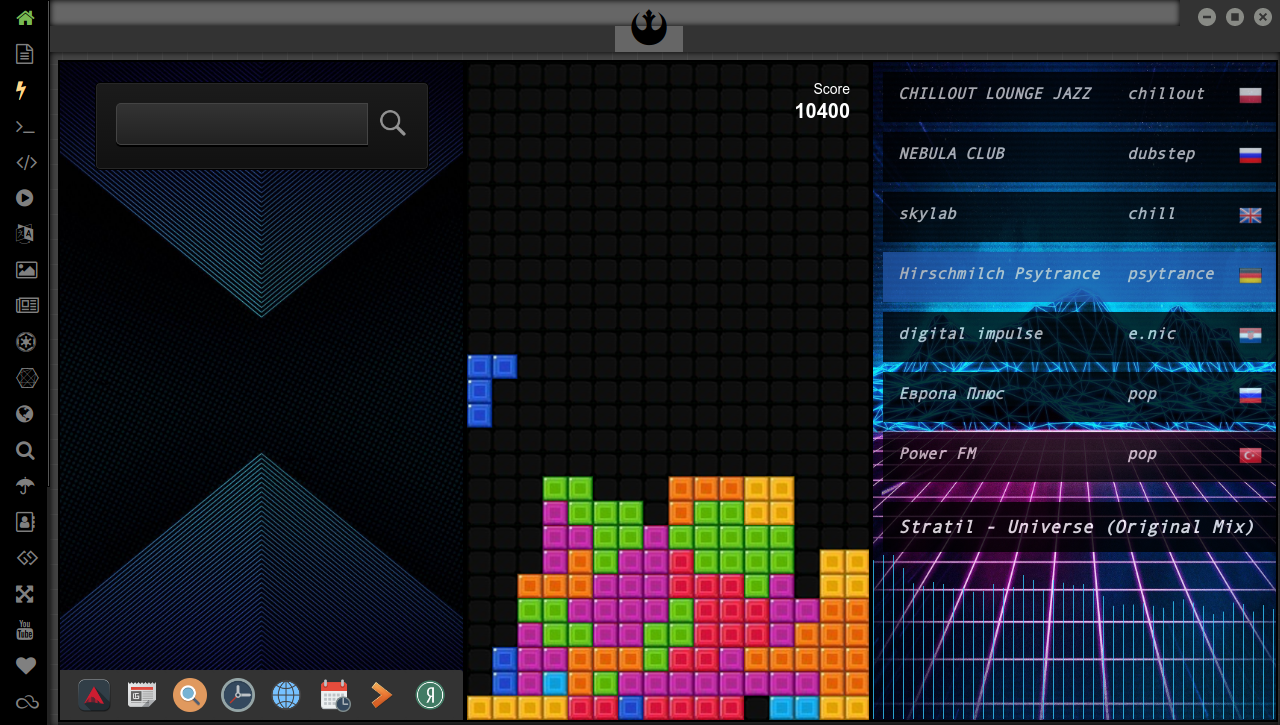 Score
10400
CHILLOUT LOUNGE JAZZ chillout
NEBULA CLUB dubstep
skylab chill
Hirschmilch Psytrance psytrance
digital impulse e.nic
Европа Плюс pop
Power FM pop
Stratil - Universe (Original Mix)
You
Tube
Я